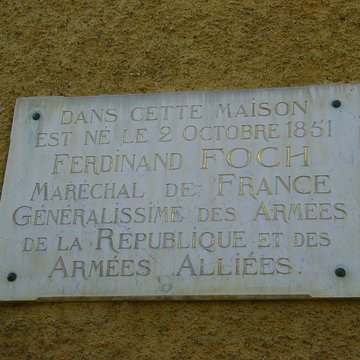 DANS CETTE MAISON
EST NÉ LE 2 OCTOBRE 1851
FERDINAND FOCH
MARÉCHAL DE FRANCE
GÉNÉRALISSIME DES ARMÉES
DE LA RÉPUBLIQUE ET DES
ARMÉES ALLIÉES.